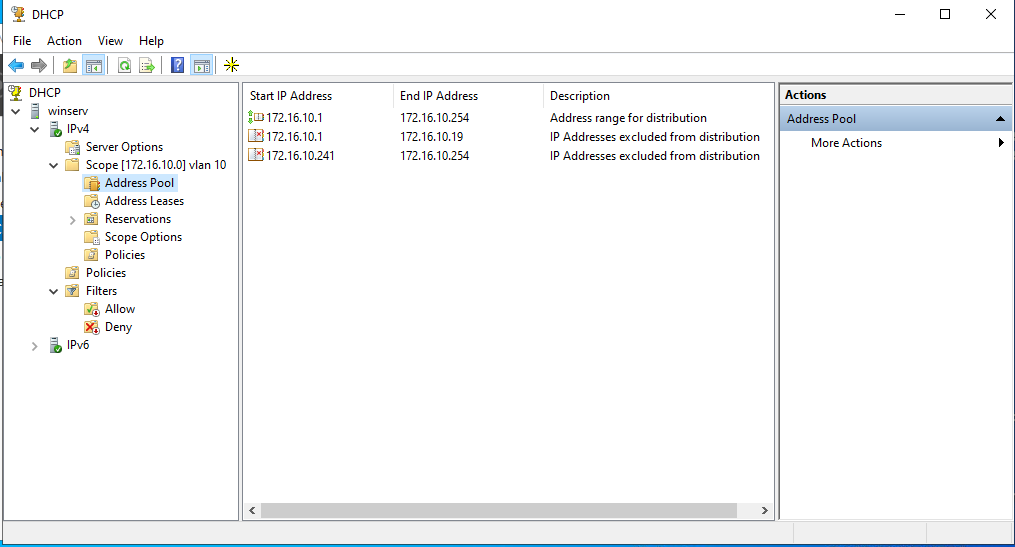 DHCP
File Action View Help
DHCP
winserv
IPv4
Server Options
Scope [172.16.10.0] vlan 10
Address Pool
Address Leases
Reservations
Scope Options
Policies
Policies
Filters
Allow
Deny
IPv6
Start IP Address End IP Address Description
172.16.10.1 172.16.10.254 Address range for distribution
172.16.10.1 172.16.10.19 IP Addresses excluded from distribution
172.16.10.241 172.16.10.254 IP Addresses excluded from distribution
Actions
Address Pool
More Actions